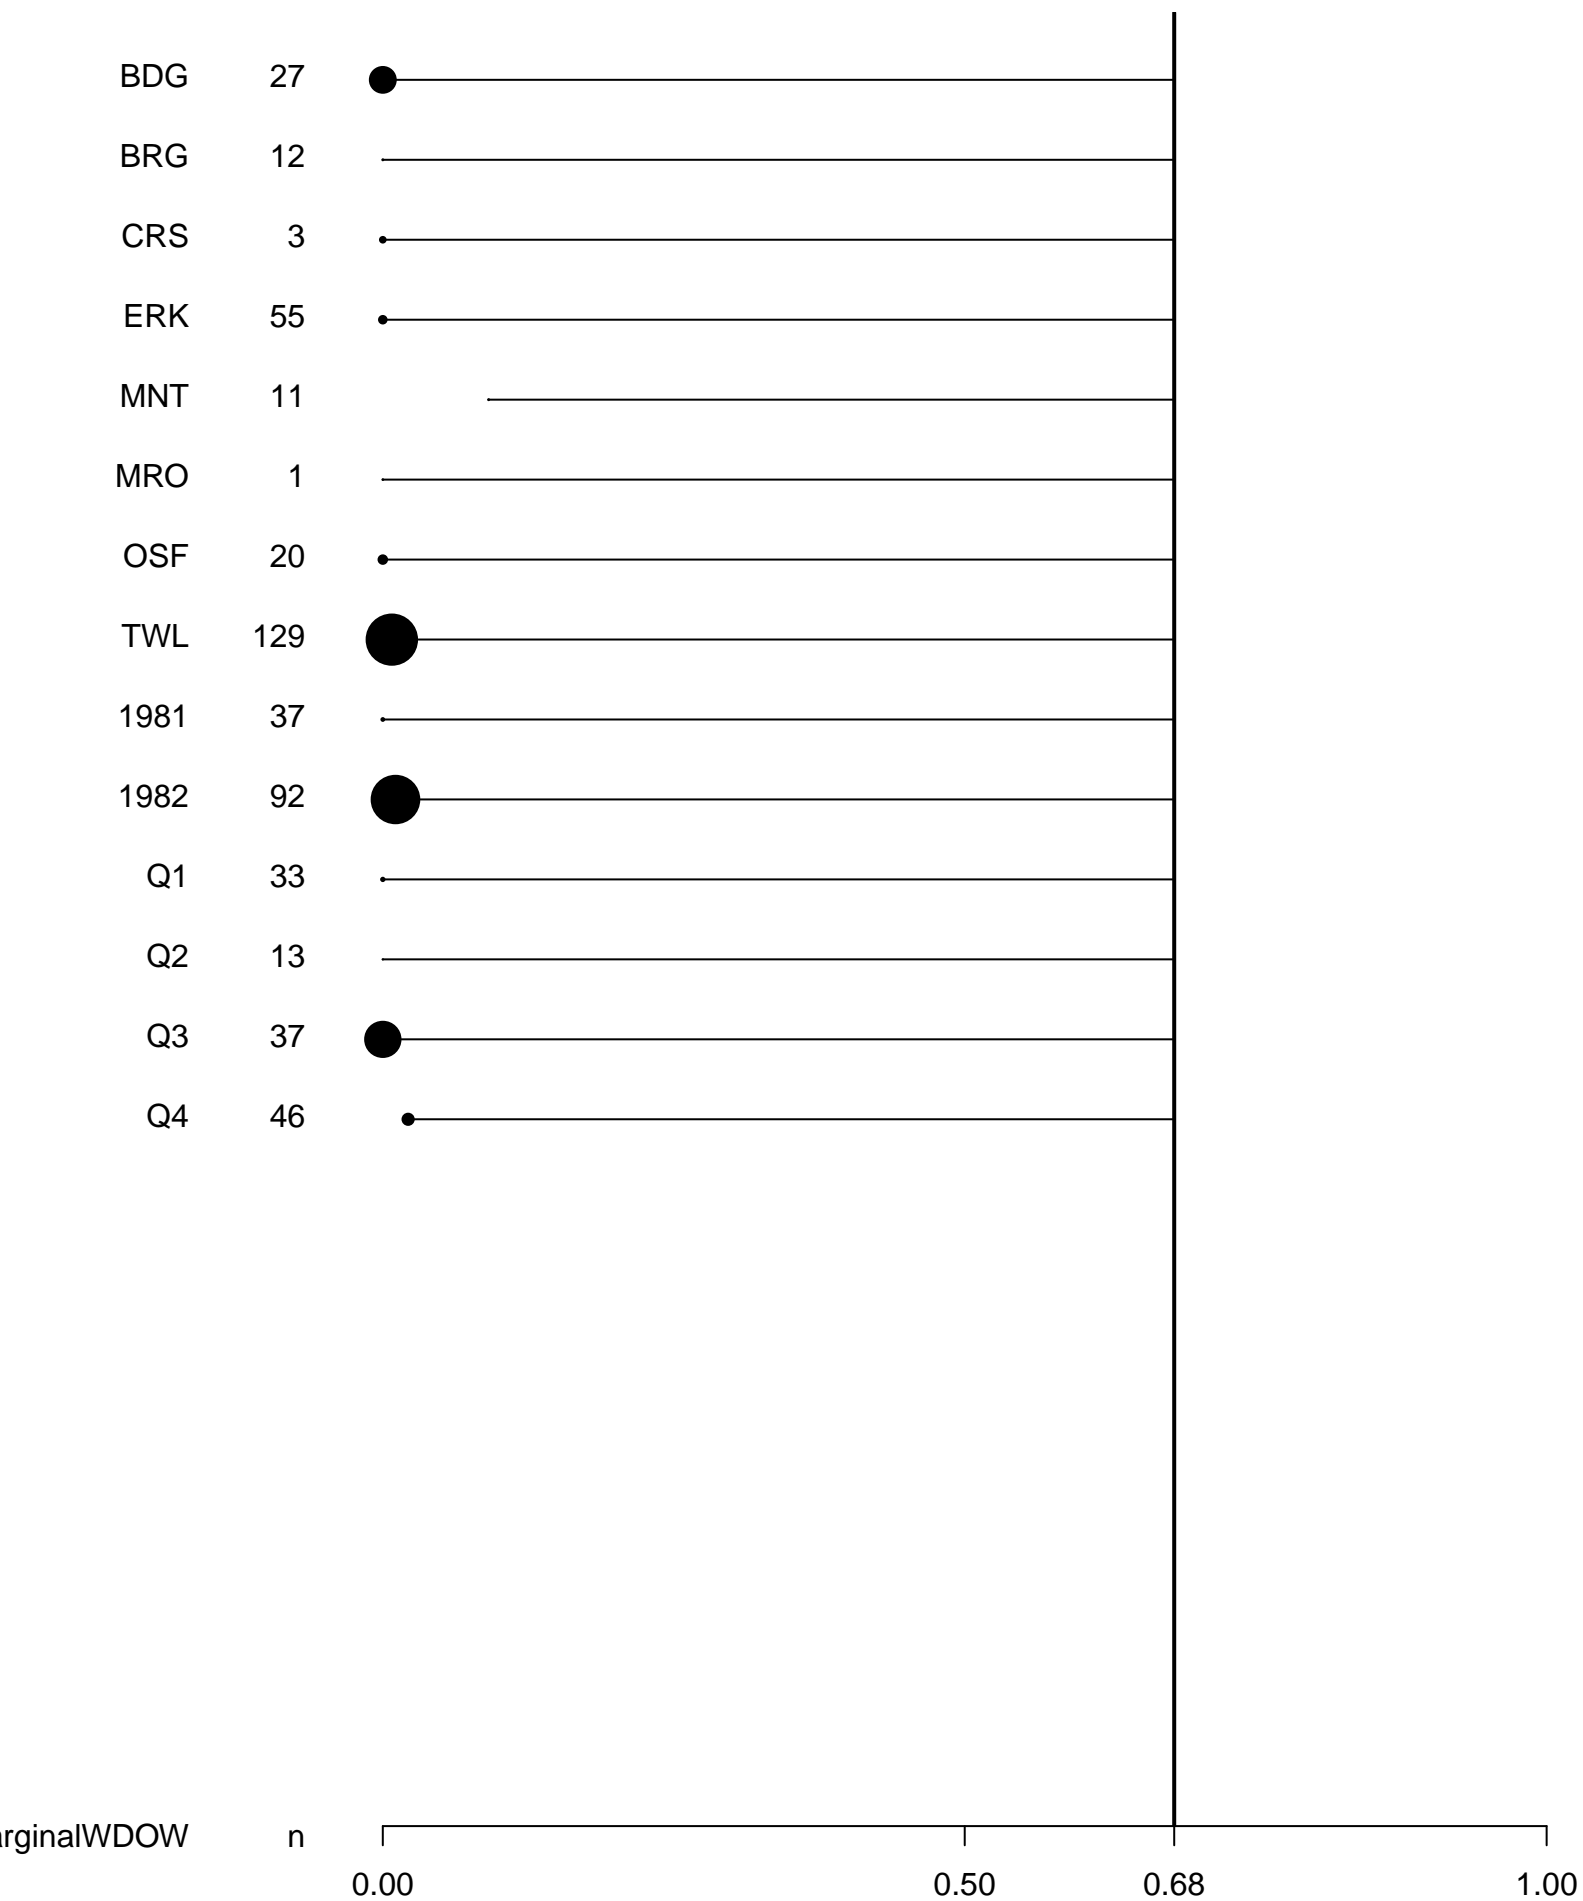 BDG 27
BRG 12
CRS 3
ERK 55
MNT 11
MRO 1
OSF 20
TWL 129
1981 37
1982 92
Q1 33
Q2 13
Q3 37
Q4 46
arginalWDOW n
0.00 0.50 0.68 1.00